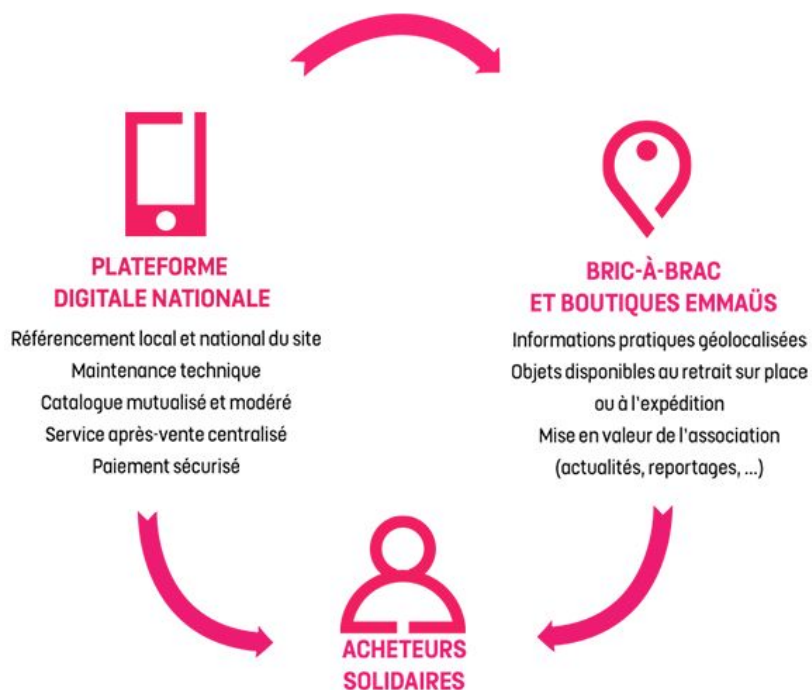 PLATEFORME
DIGITALE NATIONALE
Référencement local et national du site
Maintenance technique
Catalogue mutualisé et modéré
Service après-vente centralisé
Paiement sécurisé
BRIC-À-BRAC
ET BOUTIQUES EMMAÜS
Informations pratiques géolocalisées
Objets disponibles au retrait sur place
ou à l'expédition
Mise en valeur de l'association
(actualités, reportages, ...)
ACHETEURS
SOLIDAIRES